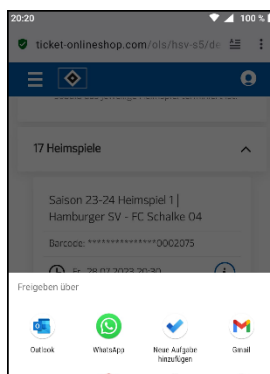 20:20
100 %
ticket-onlineshop.com/ols/hsv-s5/de
17 Heimspiele
Saison 23-24 Heimspiel 1 |
Hamburger SV - FC Schalke 04
Barcode: ***************0002075
Fr. 28.07.2023 20:30
Freigeben über
Outlook
WhatsApp
Neue Aufgabe
hinzufügen
Gmail